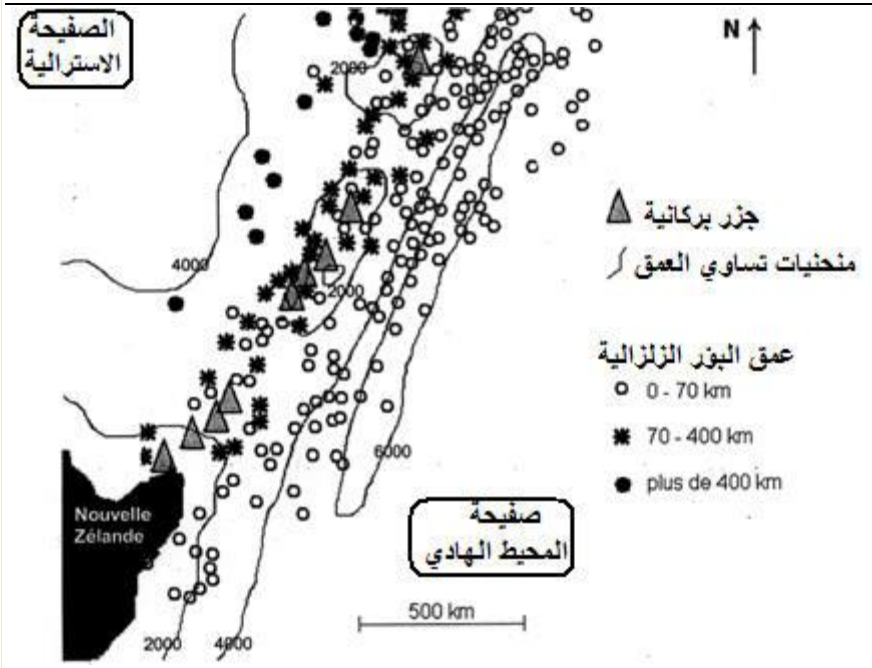 الصفيحة
الاسترالية
N
2000
4000
2000
جزر بركانية
منحنيات تساوي العمق
عمق البؤر الزلزالية
0 - 70 km
70 - 400 km
plus de 400 km
6000
Nouvelle
Zélande
صفيحة
المحيط الهادي
500 km
2000
4000